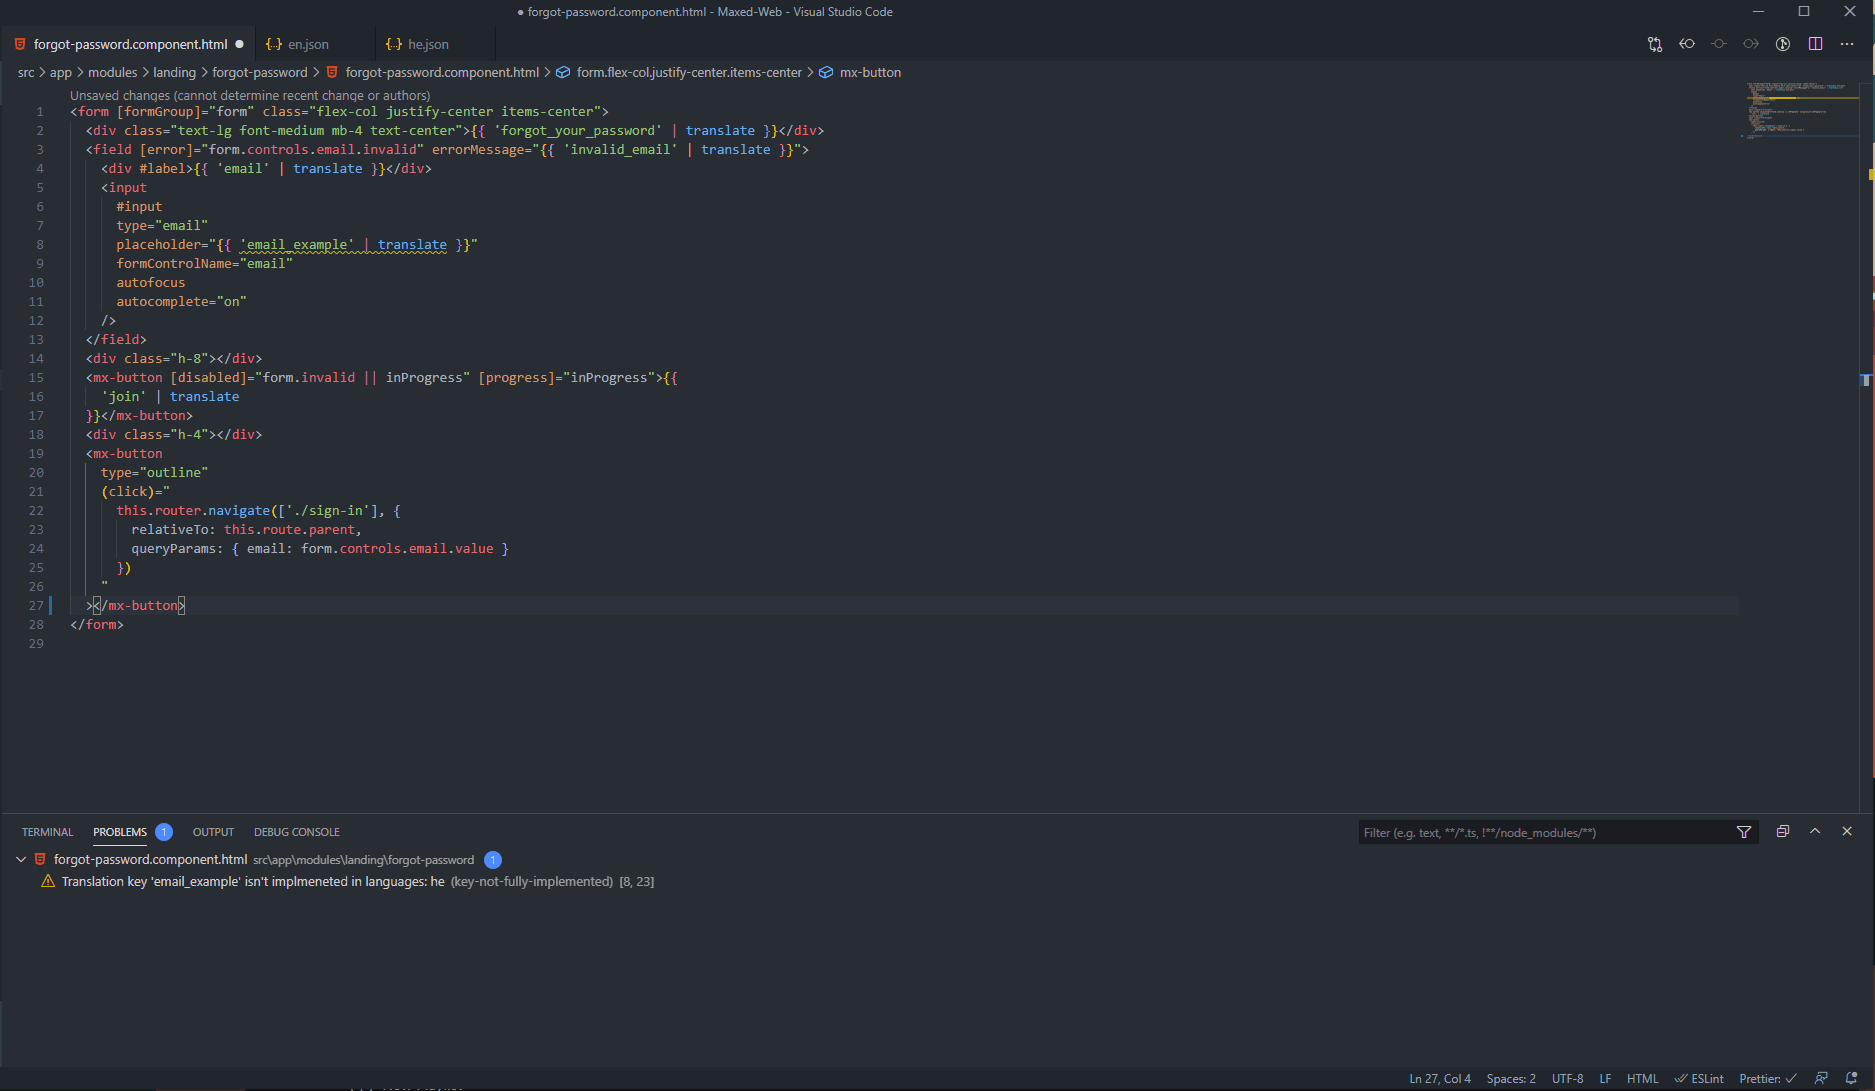 ● forgot-password.component.html - Maxed-Web - Visual Studio Code
forgot-password.component.html ● {..} en.json {..} he.json
src > app > modules > landing > forgot-password > forgot-password.component.html > form.flex-col.justify-center.items-center > mx-button
Unsaved changes (cannot determine recent change or authors)
1 <form [formGroup]="form" class="flex-col justify-center items-center">
2 <div class="text-lg font-medium mb-4 text-center">{{ 'forgot_your_password' | translate }}</div>
3 <field [error]="form.controls.email.invalid" errorMessage="{{ 'invalid_email' | translate }}">
4 <div #label>{{ 'email' | translate }}</div>
5 <input
6 #input
7 type="email"
8 placeholder="{{ 'email_example' | translate }}"
9 formControlName="email"
10 autofocus
11 autocomplete="on"
12 />
13 </field>
14 <div class="h-8"></div>
15 <mx-button [disabled]="form.invalid || inProgress" [progress]="inProgress">{{
16 'join' | translate
17 }}</mx-button>
18 <div class="h-4"></div>
19 <mx-button
20 type="outline"
21 (click)="
22 this.router.navigate(['./sign-in'], {
23 relativeTo: this.route.parent,
24 queryParams: { email: form.controls.email.value }
25 })
26 "
27 ></mx-button>
28 </form>
29
TERMINAL PROBLEMS 1 OUTPUT DEBUG CONSOLE Filter (e.g. text, **/*.ts, !**/node_modules/**)
forgot-password.component.html src\app\modules\landing\forgot-password 1
Translation key 'email_example' isn't implmeneted in languages: he (key-not-fully-implemented) [8, 23]
Ln 27, Col 4 Spaces: 2 UTF-8 LF HTML ESLint Prettier: ✓